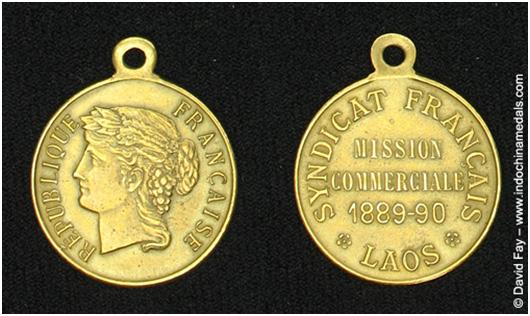 REPUBLIQUE FRANCAISE
SYNDICAT FRANCAIS
MISSION
COMMERCIALE
1889-90
LAOS
© David Fay – www.indochinamedals.com